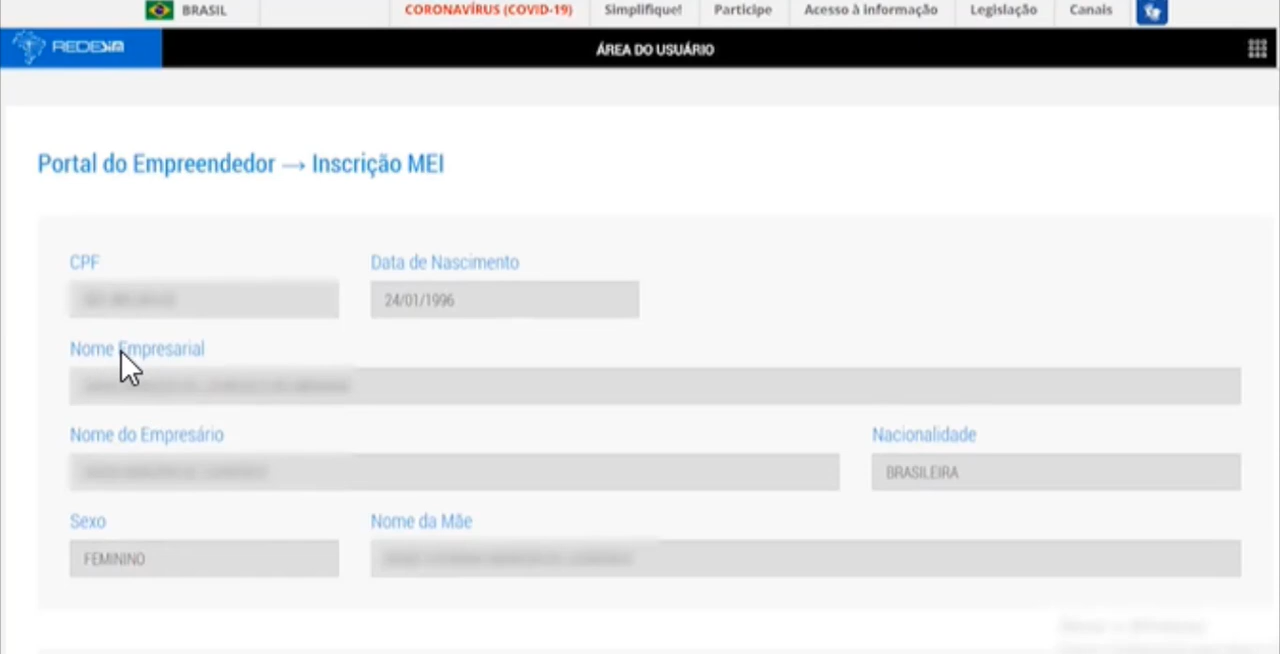 BRASIL CORONAVÍRUS (COVID-19) Simplifique! Participe Acesso à informação Legislação Canais
REDESIM ÁREA DO USUÁRIO
Portal do Empreendedor → Inscrição MEI
CPF Data de Nascimento
24/01/1996
Nome Empresarial
Nome do Empresário Nacionalidade
BRASILEIRA
Sexo Nome da Mãe
FEMININO